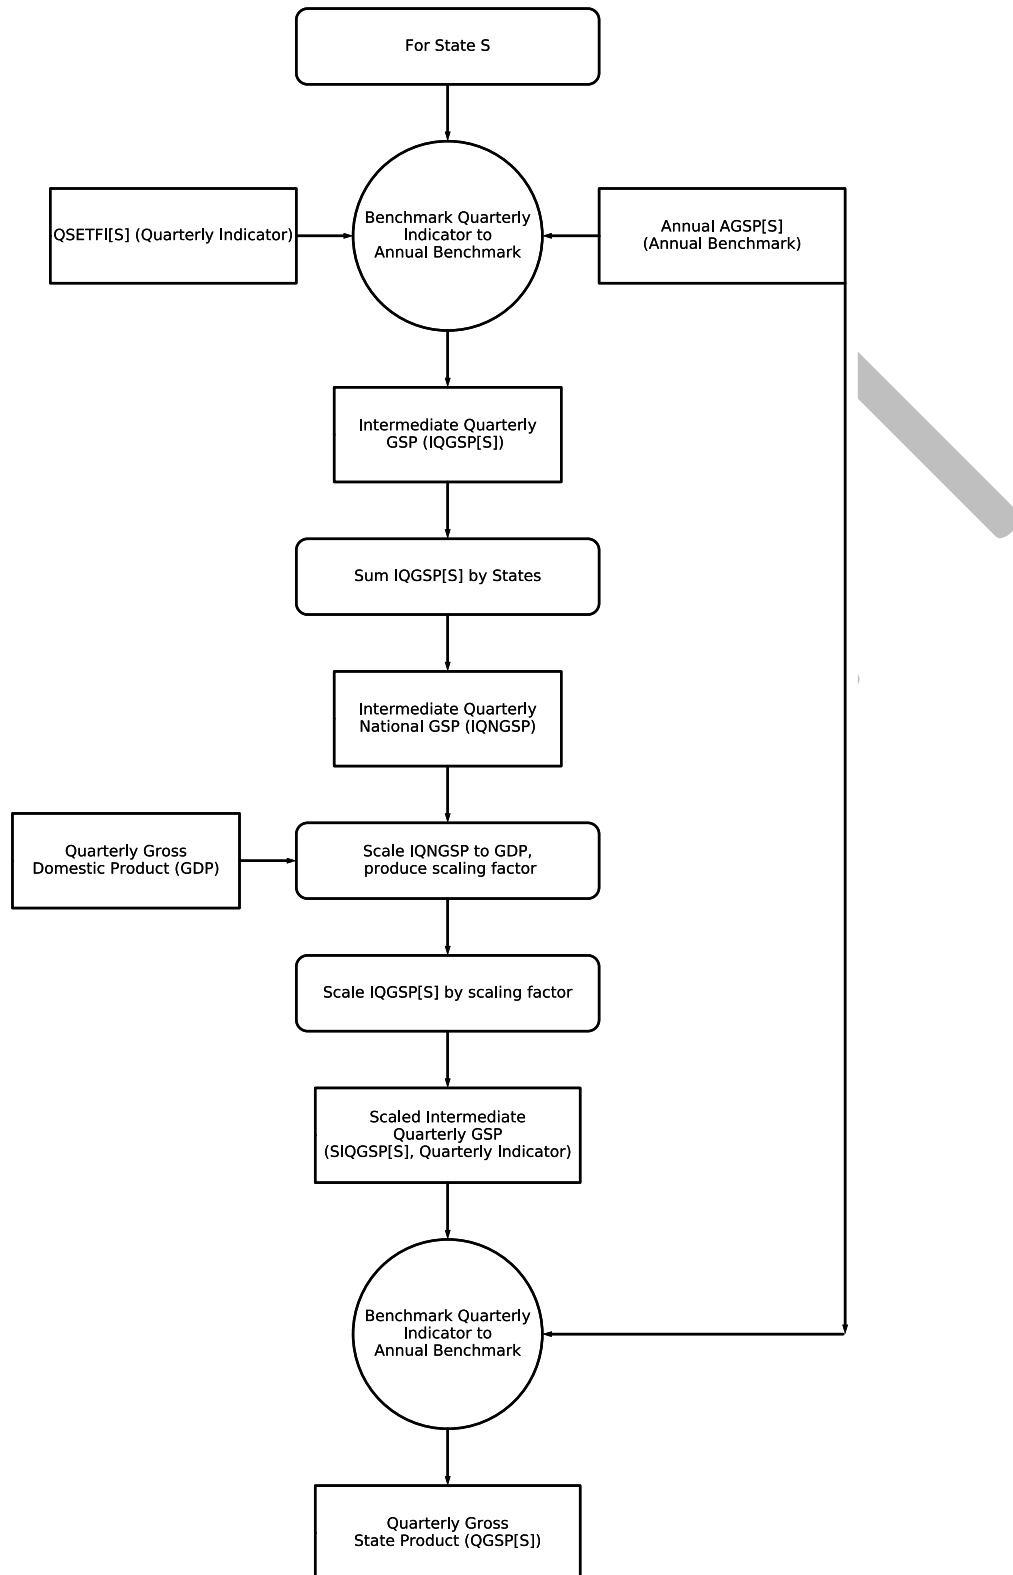 For State S
QSETFI[S] (Quarterly Indicator)
Benchmark Quarterly
Indicator to
Annual Benchmark
Annual AGSP[S]
(Annual Benchmark)
Intermediate Quarterly
GSP (IQGSP[S])
Sum IQGSP[S] by States
Intermediate Quarterly
National GSP (IQNGSP)
Quarterly Gross
Domestic Product (GDP)
Scale IQNGSP to GDP,
produce scaling factor
Scale IQGSP[S] by scaling factor
Scaled Intermediate
Quarterly GSP
(SIQGSP[S], Quarterly Indicator)
Benchmark Quarterly
Indicator to
Annual Benchmark
Quarterly Gross
State Product (QGSP[S])